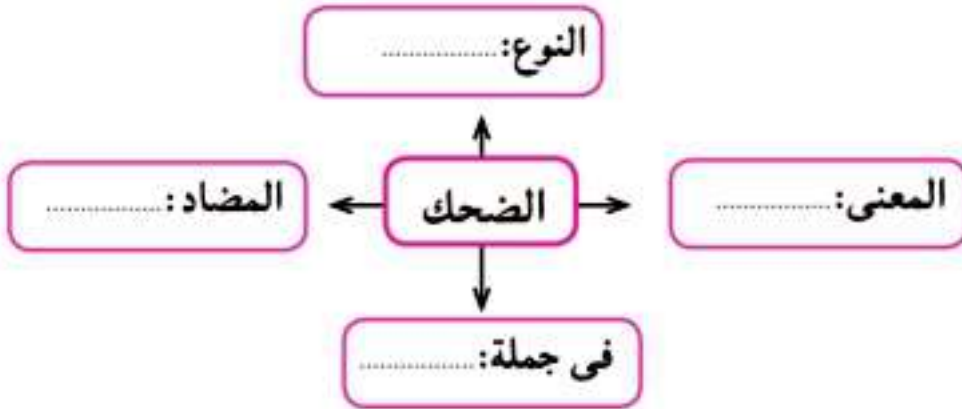 النوع: ................
المعنى: ................
الضحك
المضاد: ................
فى جملة: ................